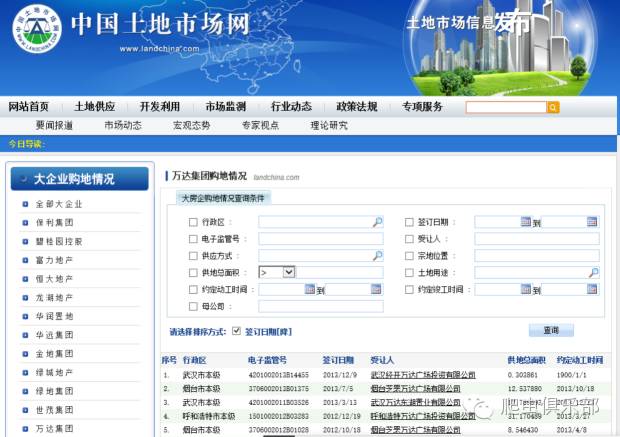 中国土地市场网
www.landchina.com
土地市场信息发布
网站首页 土地供应 开发利用 市场监测 行业动态 政策法规 专项服务
要闻报道 市场动态 宏观态势 专家视点 理论研究
今日导读:
大企业购地情况
全部大企业
保利集团
碧桂园控股
富力地产
恒大地产
龙湖地产
华润置地
华远集团
金地集团
绿城地产
绿地集团
世茂集团
万达集团
万达集团购地情况 landchina.com
大房企购地情况查询条件
行政区: 签订日期: 到
电子监管号: 受让人:
供应方式: 宗地位置:
供地总面积: > 土地用途:
约定动工时间: 到 约定竣工时间: 到
母公司:
请选择排序方式: 签订日期[降] 查询
序号 行政区 电子监管号 签订日期 受让人 供地总面积 约定动工时间
1. 武汉市本级 4201002013B14455 2013/12/9 武汉经开万达广场投资有限公司 0.303861 1900/1/1
2. 烟台市本级 3706002013B01375 2013/7/5 烟台芝罘万达广场有限公司 12.537880 2013/10/18
3. 武汉市本级 4201002011B03526 2013/3/13 武汉万达东湖置业有限公司
4. 呼和浩特市本级 1501002012B03283 2012/12/19 呼和浩特万达广场投资有限公司 31.170489 2013/3/27
5. 烟台市本级 3706002012B01028 2012/10/18 烟台芝罘万达广场有限公司 8.546430 2013/4/8
爬虫俱乐部